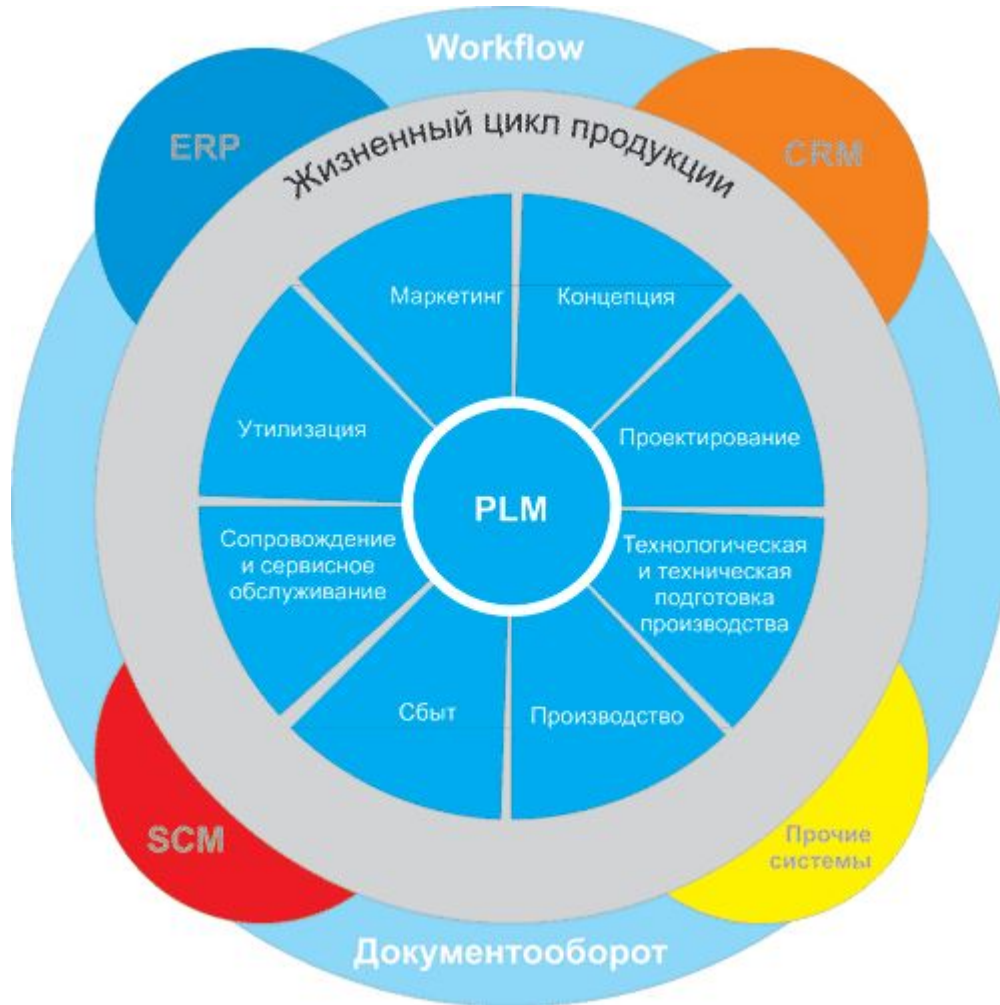 Workflow
ERP
CRM
Жизненный цикл продукции
Маркетинг
Концепция
Утилизация
Проектирование
PLM
Сопровождение
и сервисное
обслуживание
Технологическая
и техническая
подготовка
производства
Сбыт
Производство
SCM
Прочие
системы
Документооборот